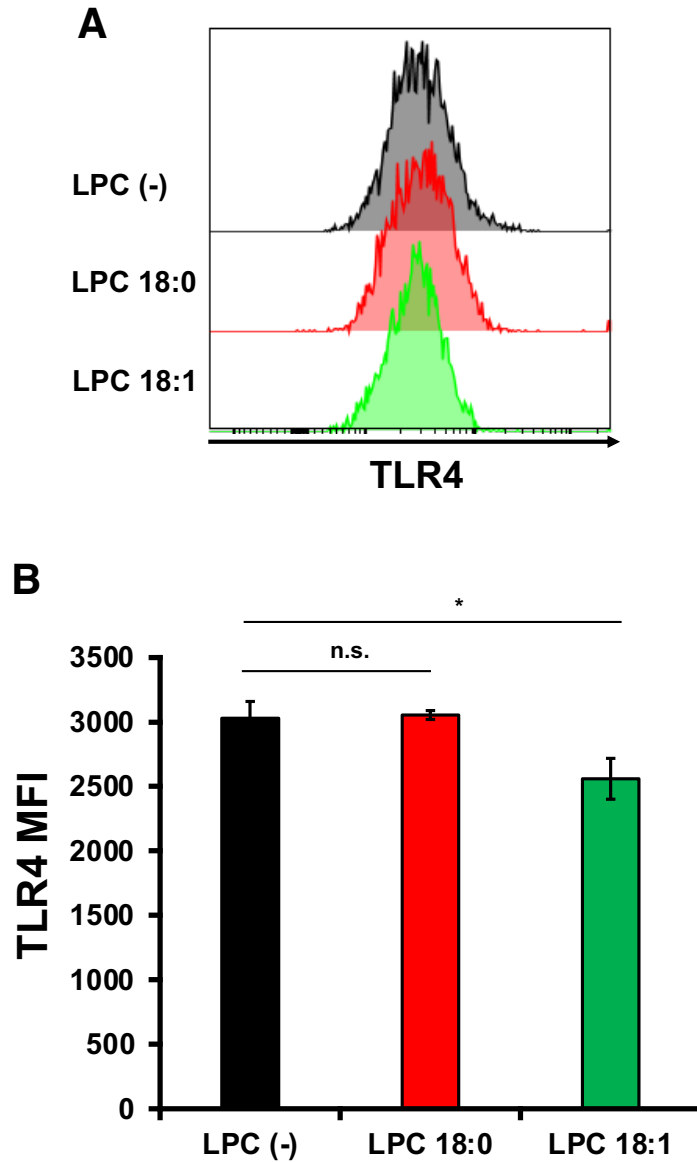 A
LPC (-)
LPC 18:0
LPC 18:1
TLR4
B
*
n.s.
3500
3000
2500
2000
1500
1000
500
0
TLR4 MFI
LPC (-) LPC 18:0 LPC 18:1